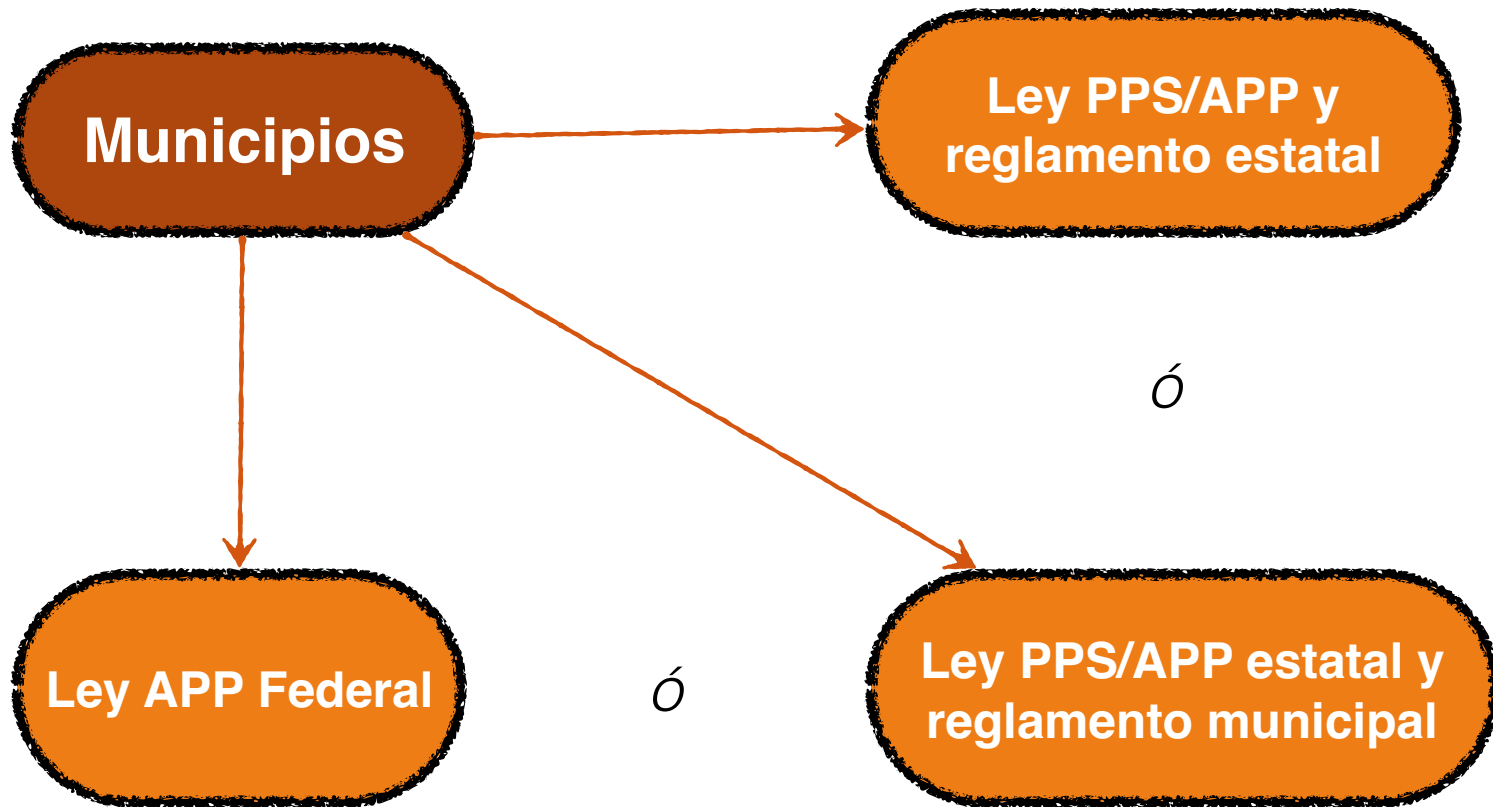 Municipios
Ley PPS/APP y
reglamento estatal
Ó
Ley APP Federal
Ó
Ley PPS/APP estatal y
reglamento municipal